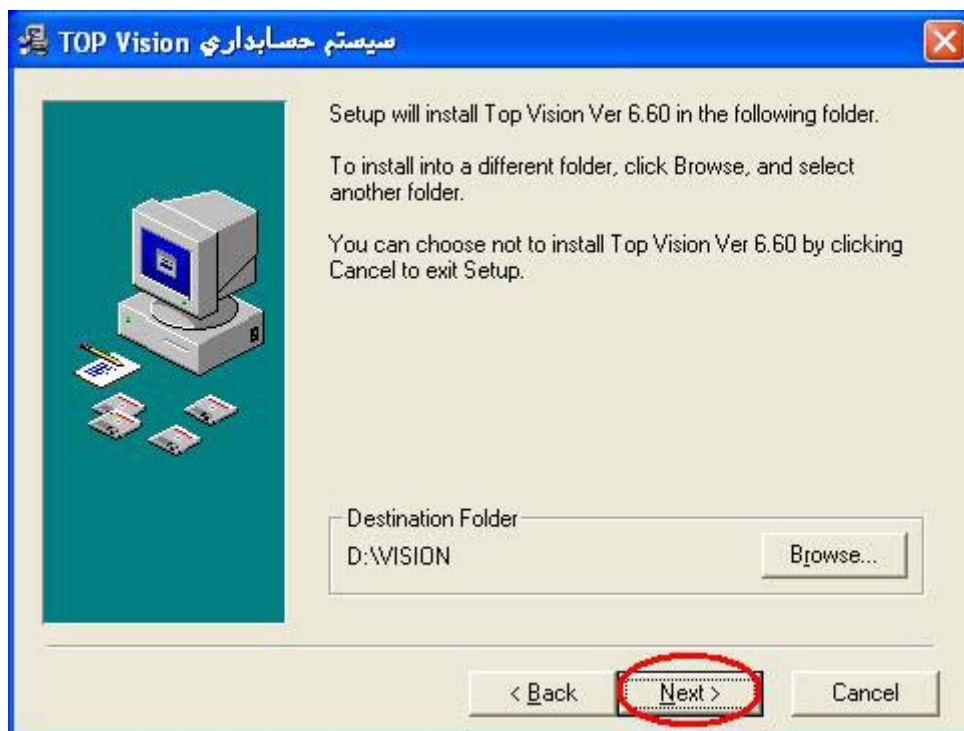 سيستم حسابداري TOP Vision
Setup will install Top Vision Ver 6.60 in the following folder.
To install into a different folder, click Browse, and select
another folder.
You can choose not to install Top Vision Ver 6.60 by clicking
Cancel to exit Setup.
Destination Folder
D:\VISION
Browse...
< Back
Next >
Cancel